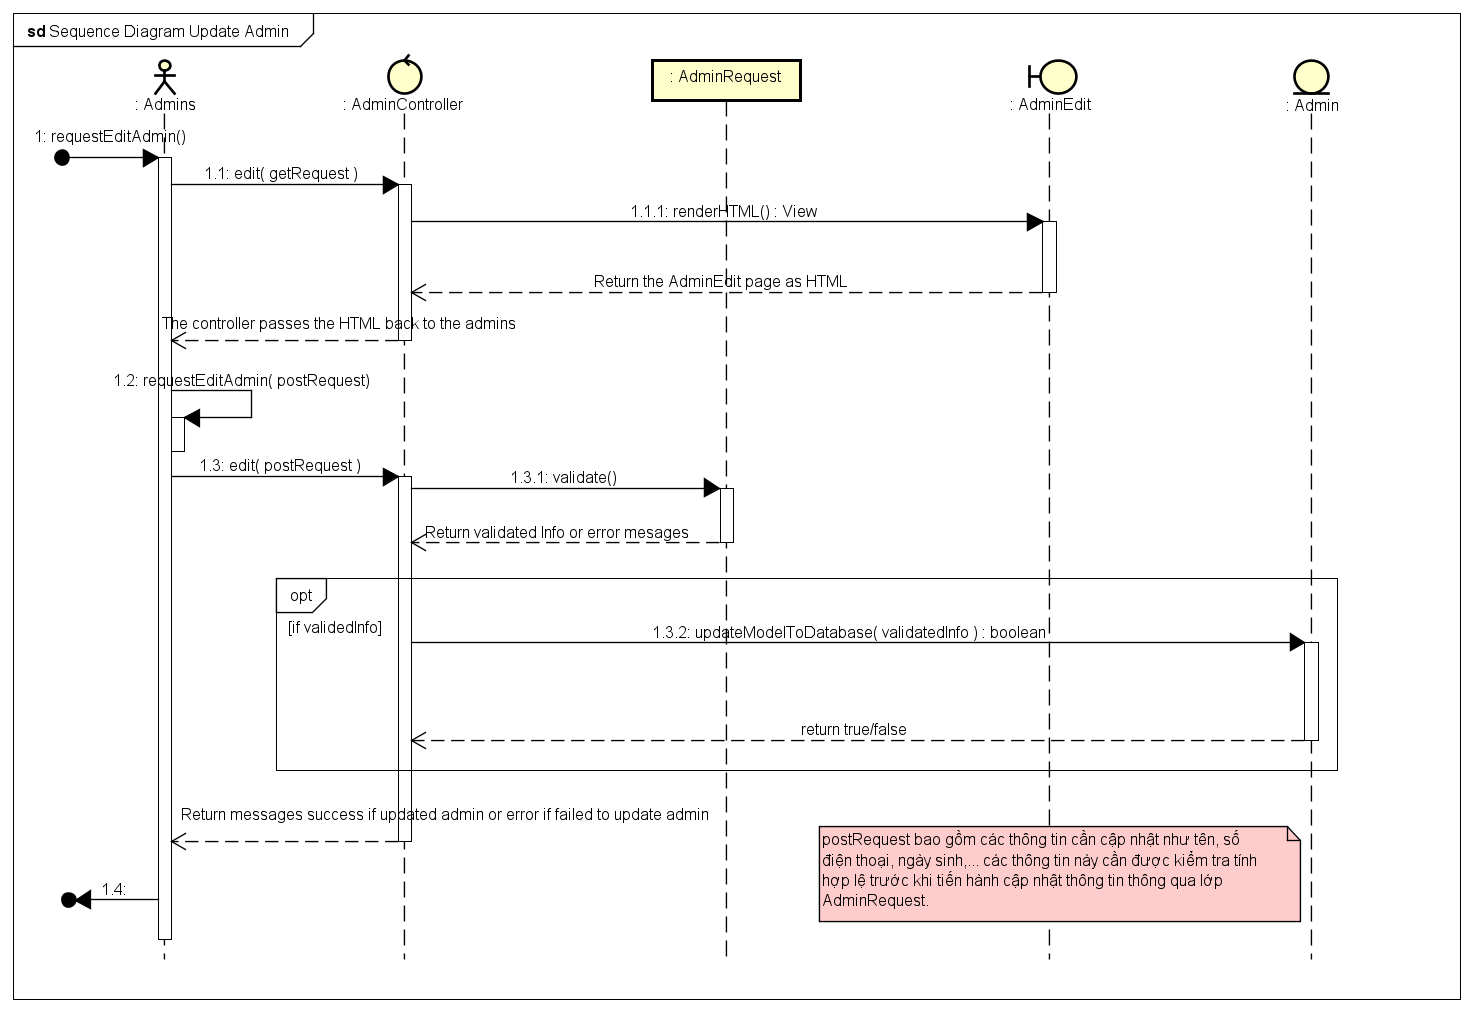 sd Sequence Diagram Update Admin
: Admins
: AdminController
: AdminRequest
: AdminEdit
: Admin
1: requestEditAdmin()
1.1: edit( getRequest )
1.1.1: renderHTML() : View
Return the AdminEdit page as HTML
The controller passes the HTML back to the admins
1.2: requestEditAdmin( postRequest)
1.3: edit( postRequest )
1.3.1: validate()
Return validated Info or error mesages
opt
[if validedInfo]
1.3.2: updateModelToDatabase( validatedInfo ) : boolean
return true/false
Return messages success if updated admin or error if failed to update admin
postRequest bao gồm các thông tin cần cập nhật như tên, số
điện thoại, ngày sinh,... các thông tin này cần được kiểm tra tính
hợp lệ trước khi tiến hành cập nhật thông tin thông qua lớp
AdminRequest.
1.4: